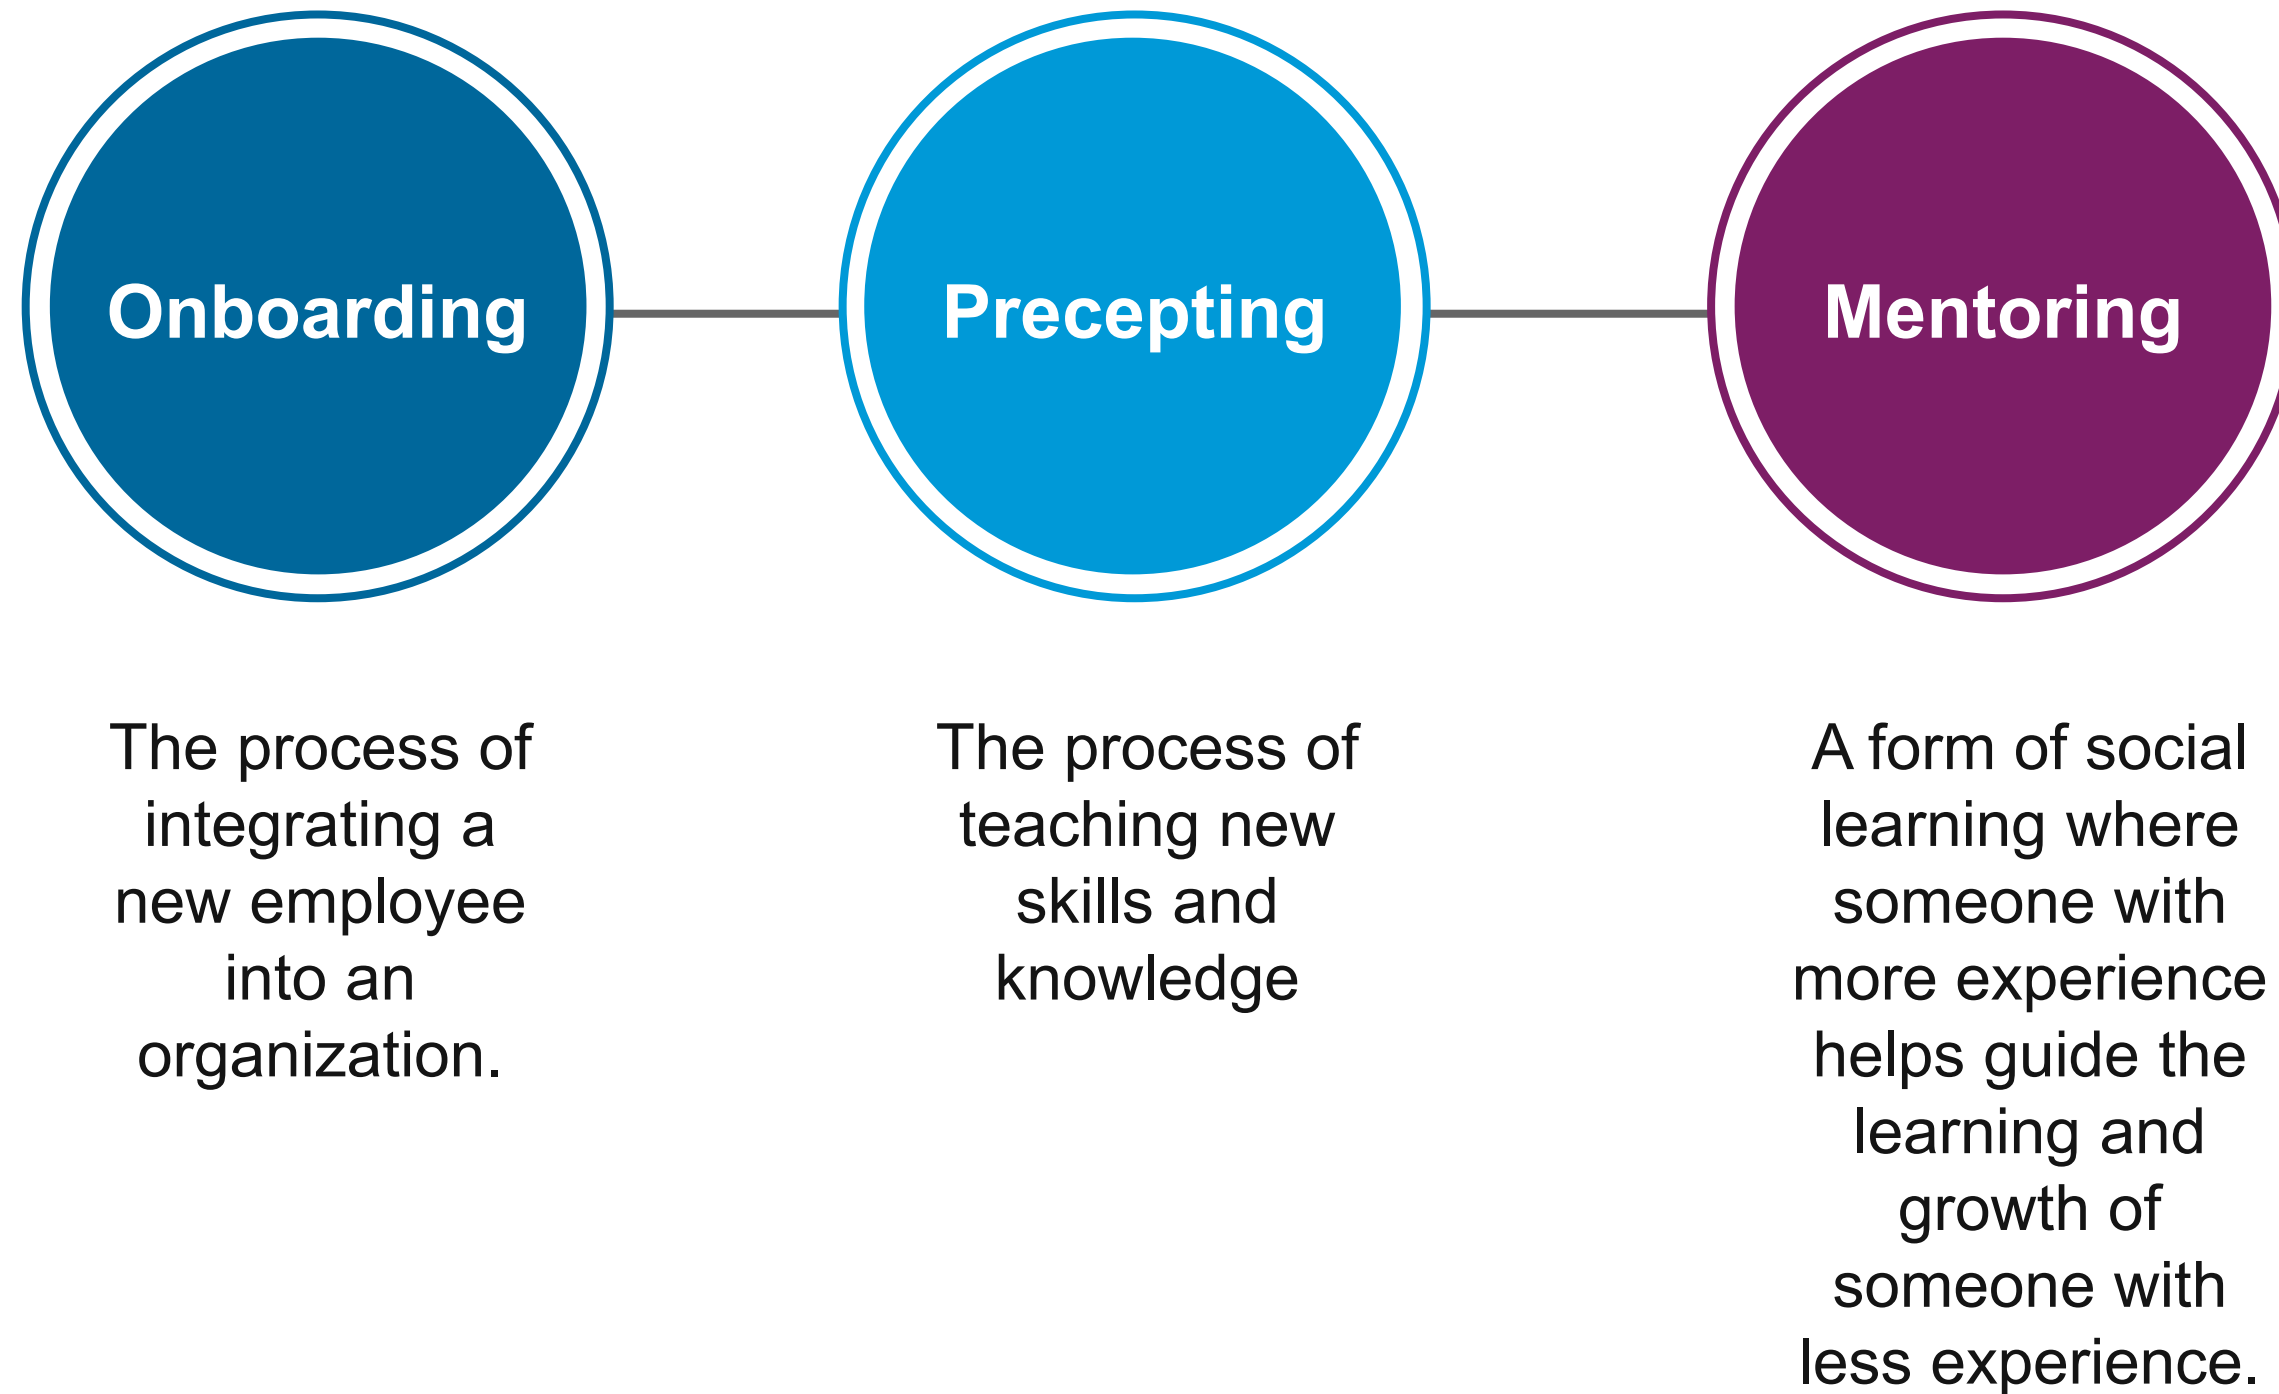 Onboarding
Precepting
Mentoring
The process of
integrating a
new employee
into an
organization.
The process of
teaching new
skills and
knowledge
A form of social
learning where
someone with
more experience
helps guide the
learning and
growth of
someone with
less experience.